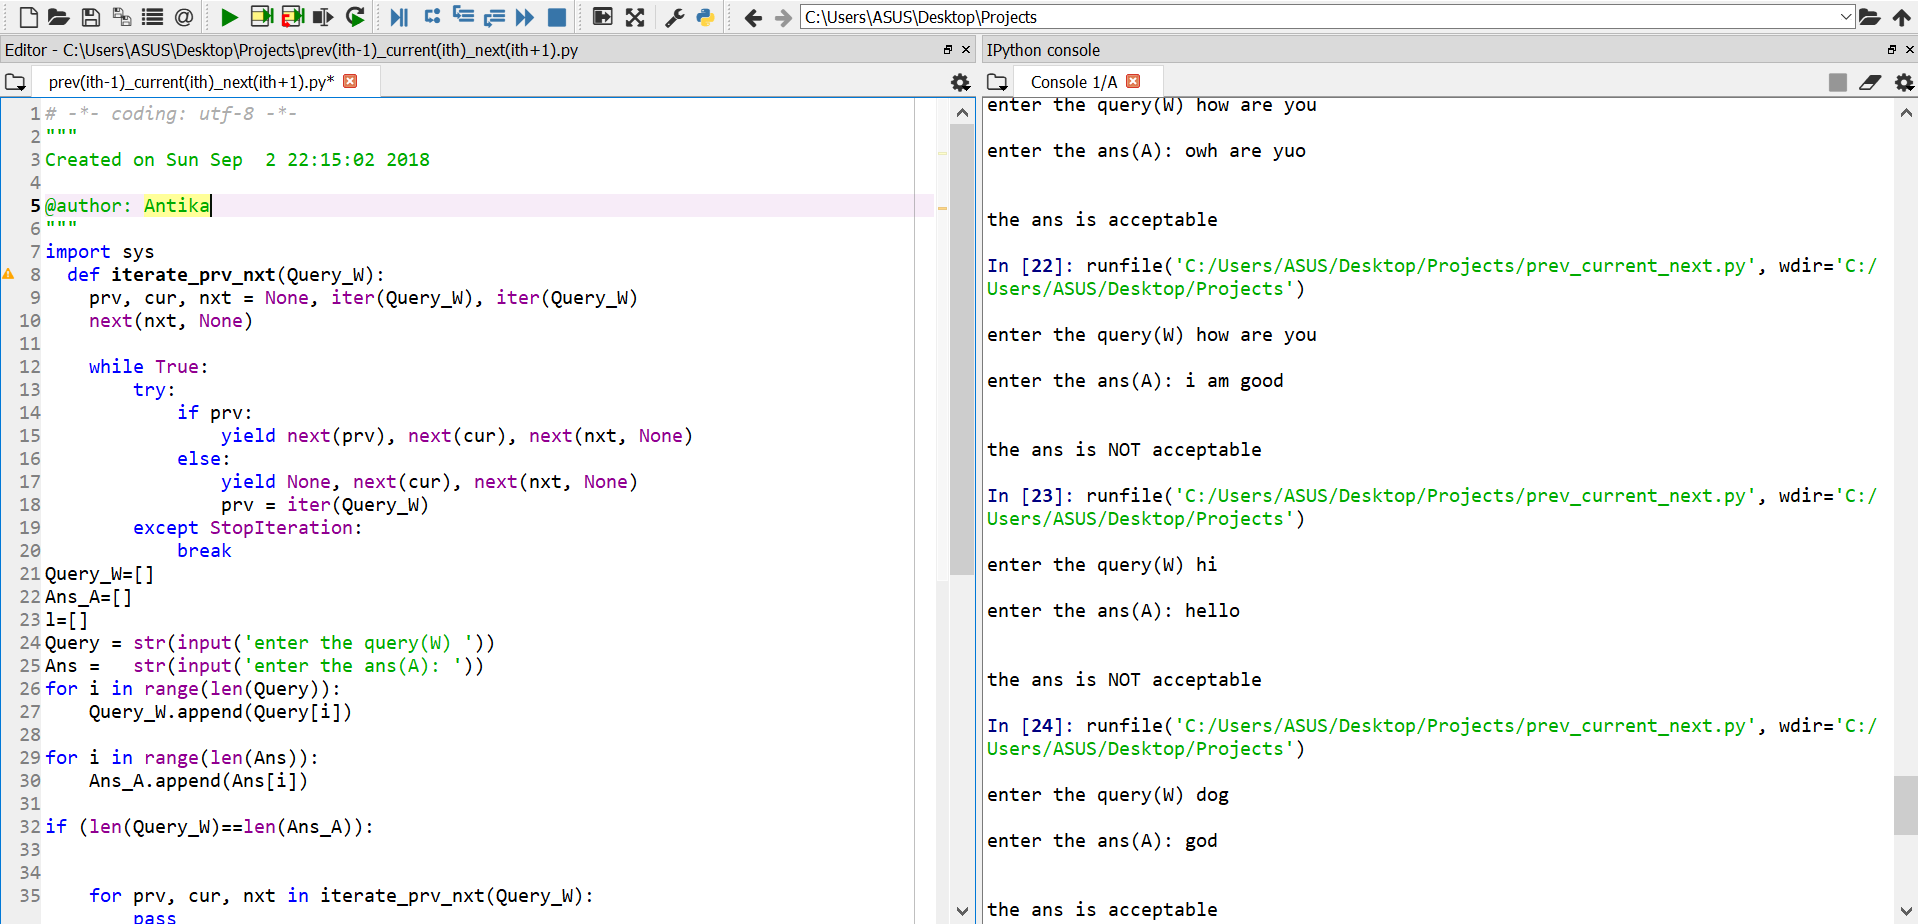 C:\Users\ASUS\Desktop\Projects
Editor - C:\Users\ASUS\Desktop\Projects\prev(ith-1)_current(ith)_next(ith+1).py
prev(ith-1)_current(ith)_next(ith+1).py*
1 # -*- coding: utf-8 -*-
2 """
3 Created on Sun Sep  2 22:15:02 2018
4
5 @author: Antika
6 """
7 import sys
8   def iterate_prv_nxt(Query_W):
9     prv, cur, nxt = None, iter(Query_W), iter(Query_W)
10     next(nxt, None)
11
12     while True:
13         try:
14             if prv:
15                 yield next(prv), next(cur), next(nxt, None)
16             else:
17                 yield None, next(cur), next(nxt, None)
18                 prv = iter(Query_W)
19         except StopIteration:
20             break
21 Query_W=[]
22 Ans_A=[]
23 l=[]
24 Query = str(input('enter the query(W) '))
25 Ans =   str(input('enter the ans(A): '))
26 for i in range(len(Query)):
27     Query_W.append(Query[i])
28
29 for i in range(len(Ans)):
30     Ans_A.append(Ans[i])
31
32 if (len(Query_W)==len(Ans_A)):
33
34
35     for prv, cur, nxt in iterate_prv_nxt(Query_W):
        pass
IPython console
Console 1/A
enter the query(W) how are you
enter the ans(A): owh are yuo
the ans is acceptable
In [22]: runfile('C:/Users/ASUS/Desktop/Projects/prev_current_next.py', wdir='C:/
Users/ASUS/Desktop/Projects')
enter the query(W) how are you
enter the ans(A): i am good
the ans is NOT acceptable
In [23]: runfile('C:/Users/ASUS/Desktop/Projects/prev_current_next.py', wdir='C:/
Users/ASUS/Desktop/Projects')
enter the query(W) hi
enter the ans(A): hello
the ans is NOT acceptable
In [24]: runfile('C:/Users/ASUS/Desktop/Projects/prev_current_next.py', wdir='C:/
Users/ASUS/Desktop/Projects')
enter the query(W) dog
enter the ans(A): god
the ans is acceptable